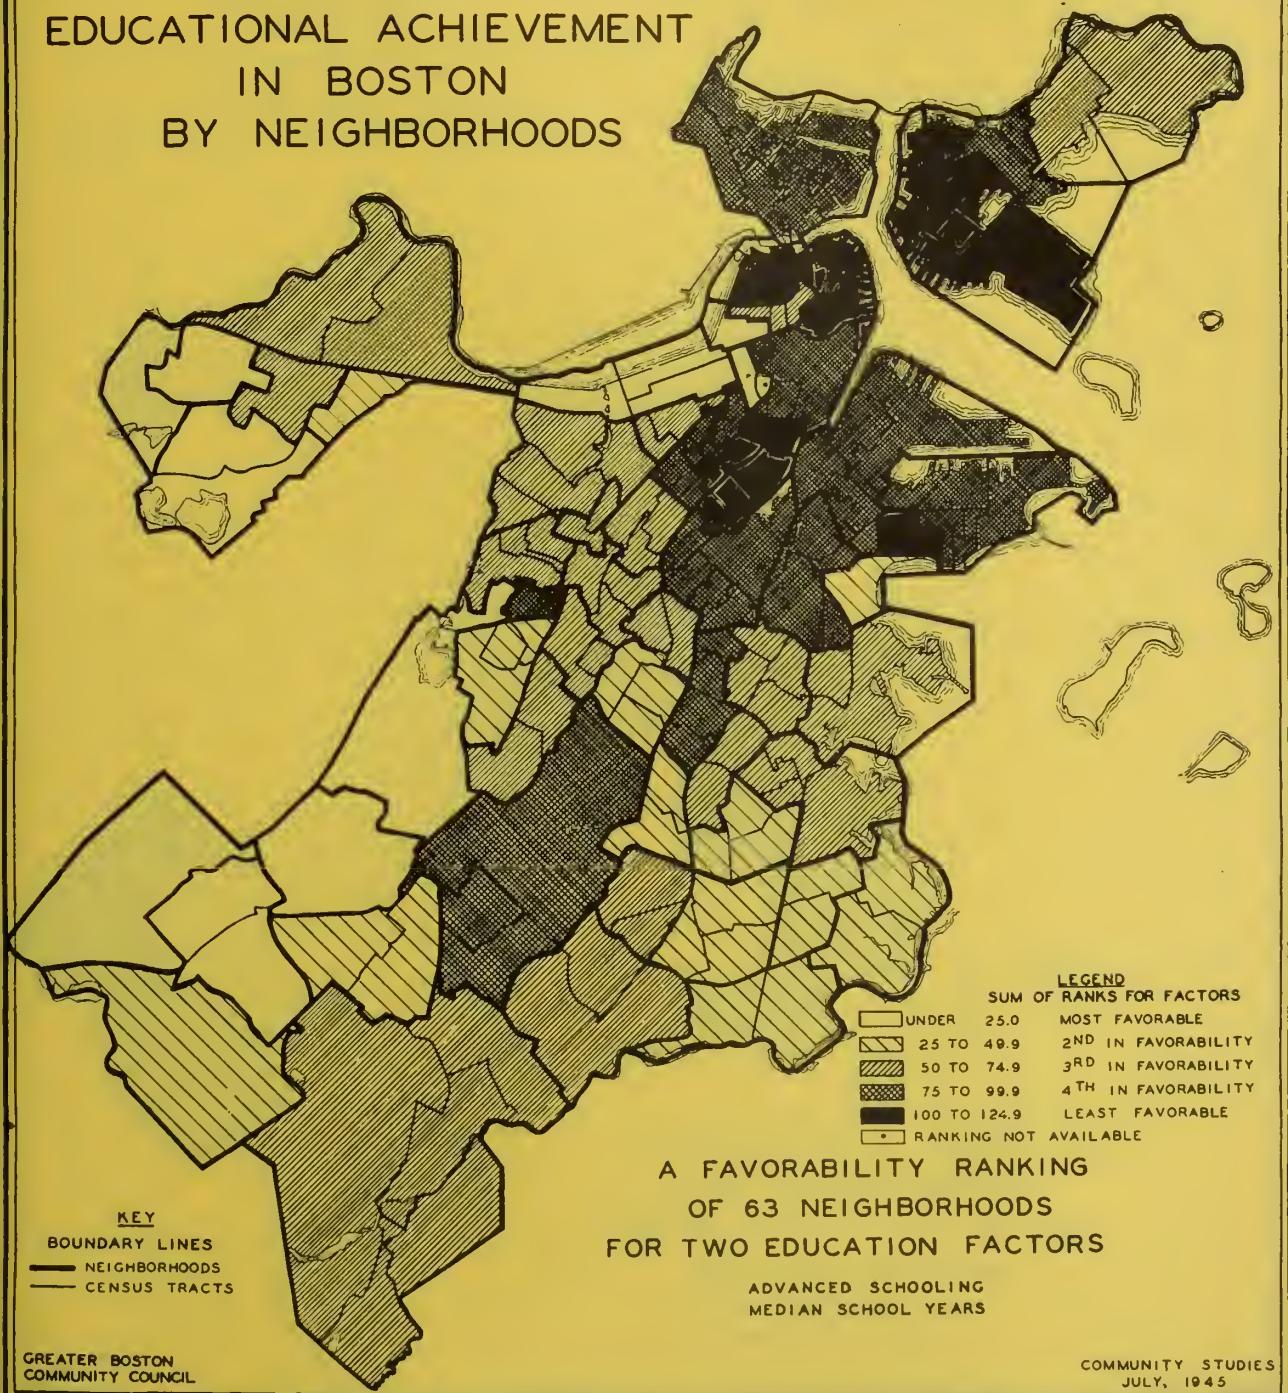 EDUCATIONAL ACHIEVEMENT
IN BOSTON
BY NEIGHBORHOODS
LEGEND
SUM OF RANKS FOR FACTORS
UNDER 25.0 MOST FAVORABLE
25 TO 49.9 2ND IN FAVORABILITY
50 TO 74.9 3RD IN FAVORABILITY
75 TO 99.9 4TH IN FAVORABILITY
100 TO 124.9 LEAST FAVORABLE
RANKING NOT AVAILABLE
A FAVORABILITY RANKING
OF 63 NEIGHBORHOODS
FOR TWO EDUCATION FACTORS
ADVANCED SCHOOLING
MEDIAN SCHOOL YEARS
KEY
BOUNDARY LINES
NEIGHBORHOODS
CENSUS TRACTS
GREATER BOSTON
COMMUNITY COUNCIL
COMMUNITY STUDIES
JULY, 1945